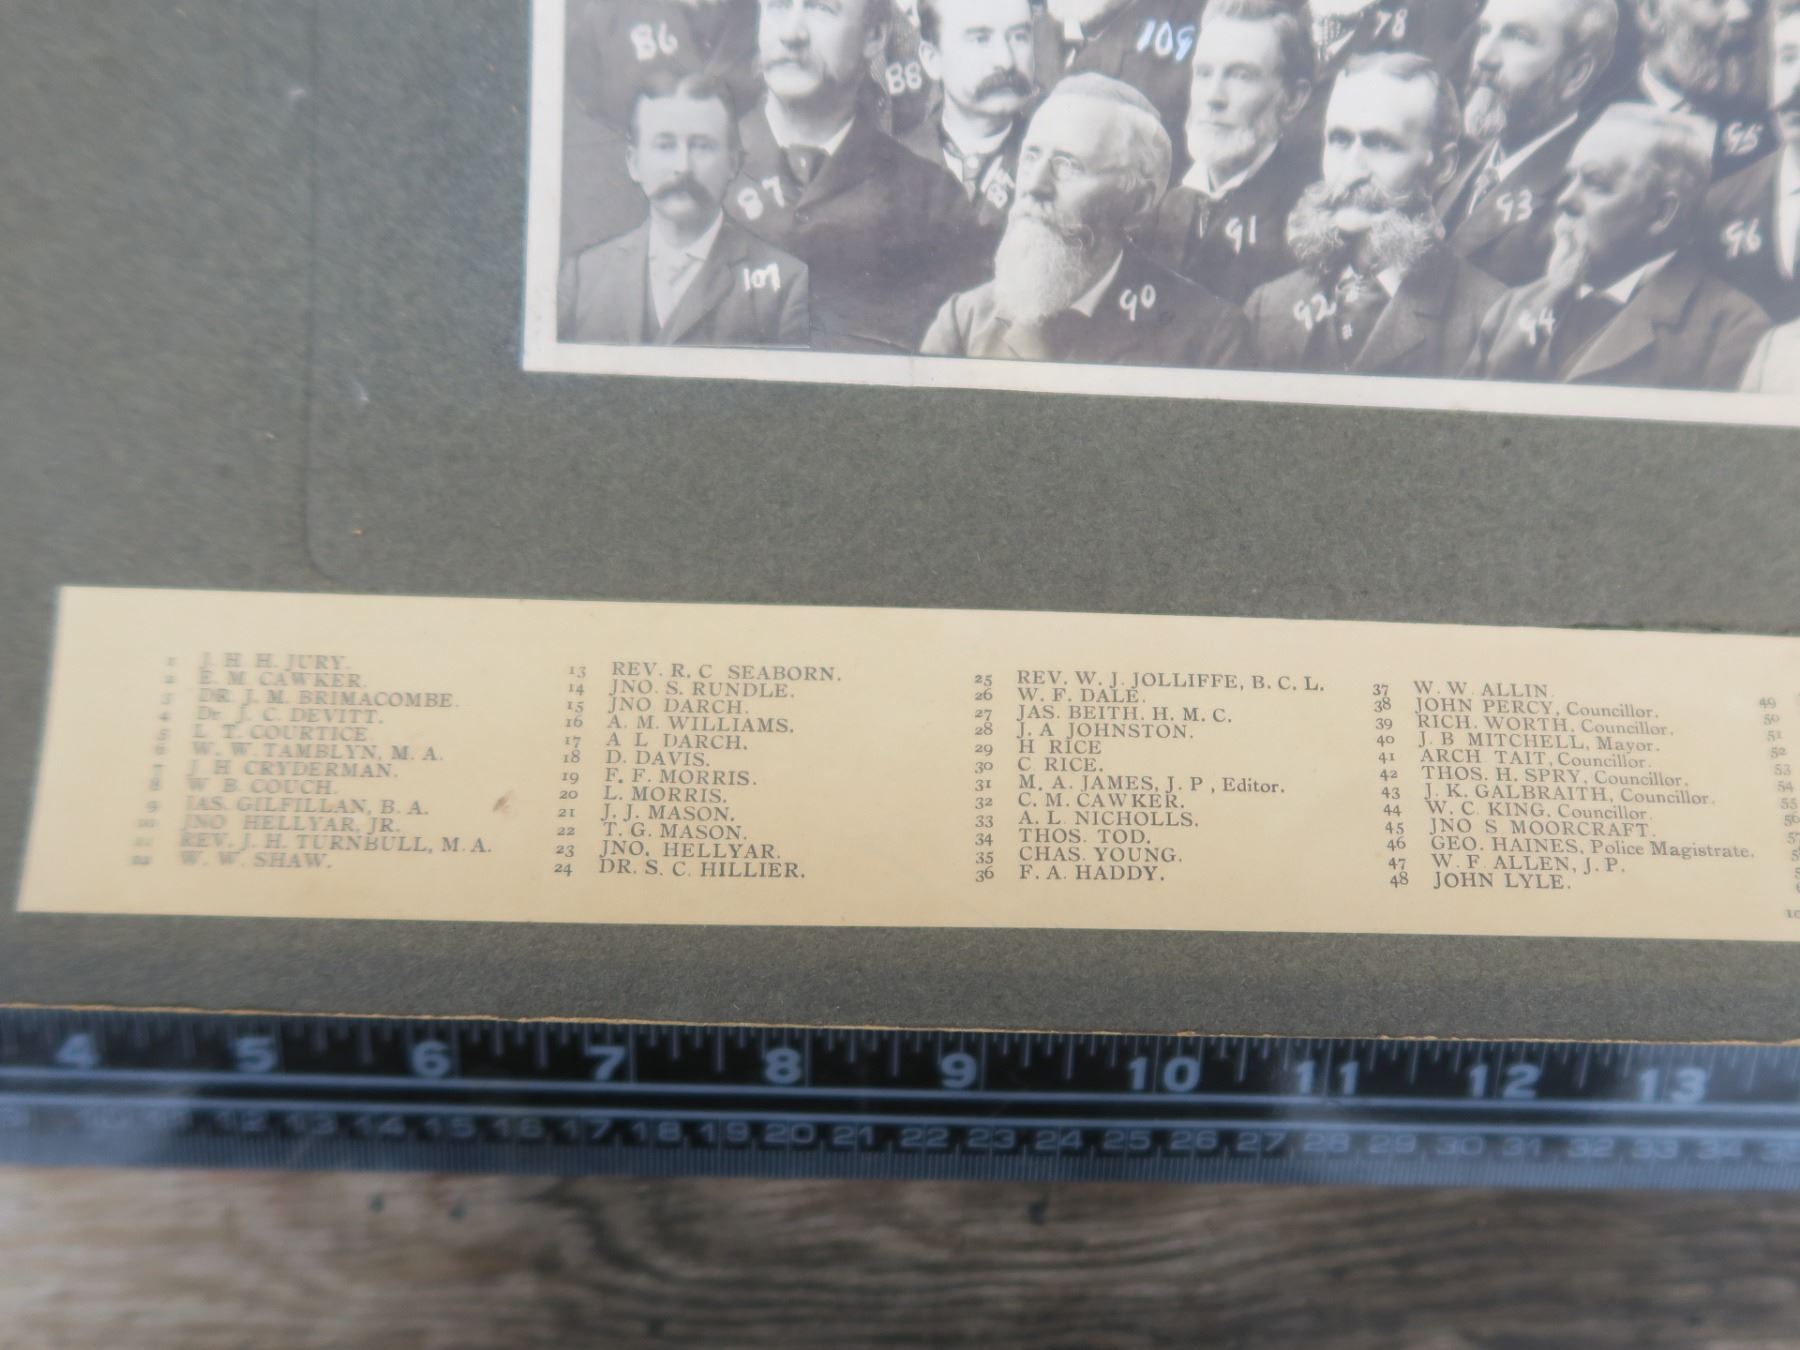 86
88
109
78
95
87
91
93
96
107
90
92
94
1 J. H. H. JURY.
2 E. M. CAWKER.
3 DR. J. M. BRIMACOMBE.
4 Dr. J. C. DEVITT.
5 L. T. COURTICE.
6 W. W. TAMBLYN, M. A.
7 J. H CRYDERMAN.
8 W. B. COUCH.
9 JAS. GILFILLAN, B. A.
10 JNO HELLYAR, JR.
11 REV. J. H. TURNBULL, M. A.
12 W. W. SHAW.
13 REV. R. C SEABORN.
14 JNO. S. RUNDLE.
15 JNO DARCH.
16 A. M. WILLIAMS.
17 A L DARCH.
18 D. DAVIS.
19 F. F. MORRIS.
20 L. MORRIS.
21 J. J. MASON.
22 T. G. MASON.
23 JNO. HELLYAR.
24 DR. S. C. HILLIER.
25 REV. W. J. JOLLIFFE, B. C. L.
26 W. F. DALE.
27 JAS. BEITH. H. M. C.
28 J. A JOHNSTON.
29 H RICE
30 C RICE.
31 M. A. JAMES, J. P , Editor.
32 C. M. CAWKER.
33 A. L. NICHOLLS.
34 THOS. TOD.
35 CHAS. YOUNG.
36 F. A. HADDY.
37 W. W. ALLIN
38 JOHN PERCY, Councillor.
39 RICH. WORTH, Councillor.
40 J. B MITCHELL, Mayor.
41 ARCH TAIT, Councillor.
42 THOS. H. SPRY, Councillor.
43 J. K. GALBRAITH, Councillor.
44 W. C. KING, Councillor.
45 JNO S MOORCRAFT.
46 GEO. HAINES, Police Magistrate.
47 W. F. ALLEN, J. P.
48 JOHN LYLE.
49
50
51
52
53
54
55
56
57
4 5 6 7 8 9 10 11 12 13
10 11 12 13 14 15 16 17 18 19 20 21 22 23 24 25 26 27 28 29 30 31 32 33 34